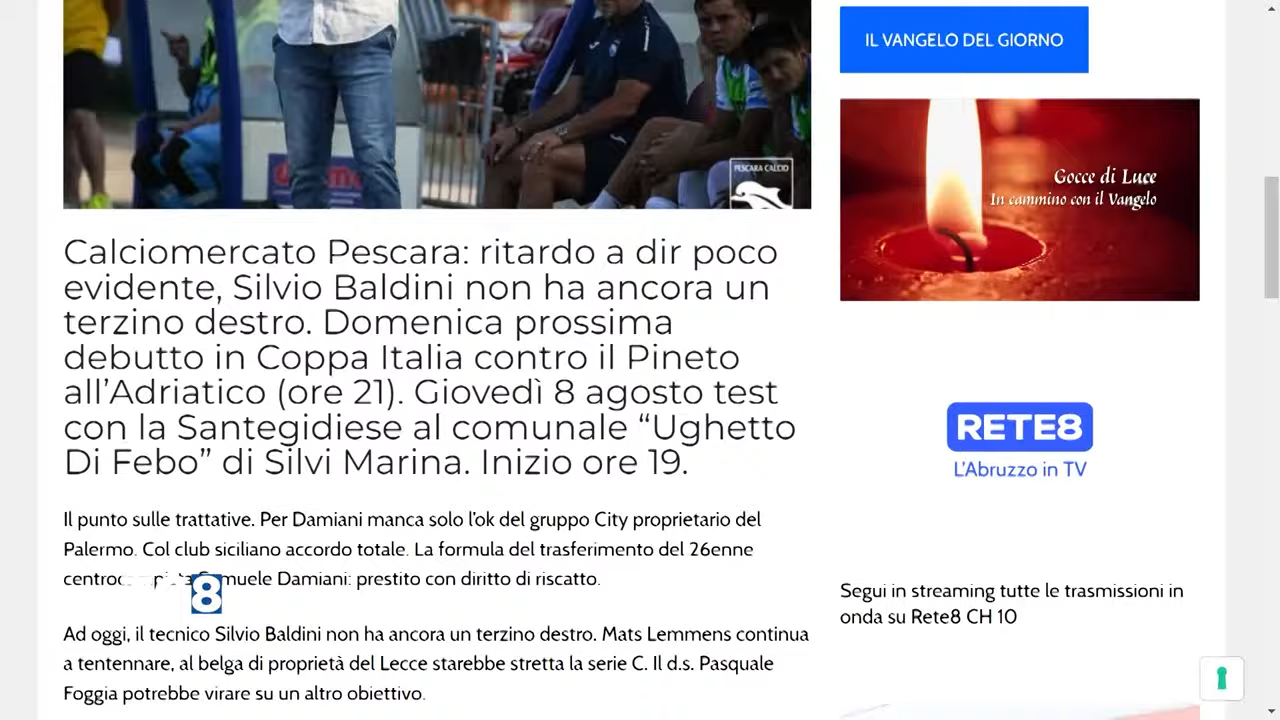 IL VANGELO DEL GIORNO
PESCARA CALCIO
Gocce di Luce
In cammino con il Vangelo
Calciomercato Pescara: ritardo a dir poco
evidente, Silvio Baldini non ha ancora un
terzino destro. Domenica prossima
debutto in Coppa Italia contro il Pineto
all’Adriatico (ore 21). Giovedì 8 agosto test
con la Santegidiese al comunale “Ughetto
Di Febo” di Silvi Marina. Inizio ore 19.
RETE8
L'Abruzzo in TV
Il punto sulle trattative. Per Damiani manca solo l’ok del gruppo City proprietario del
Palermo. Col club siciliano accordo totale. La formula del trasferimento del 26enne
Damiani: prestito con diritto di riscatto.
8
Segui in streaming tutte le trasmissioni in
onda su Rete8 CH 10
Ad oggi, il tecnico Silvio Baldini non ha ancora un terzino destro. Mats Lemmens continua
a tentennare, al belga di proprietà del Lecce starebbe stretta la serie C. Il d.s. Pasquale
Foggia potrebbe virare su un altro obiettivo.